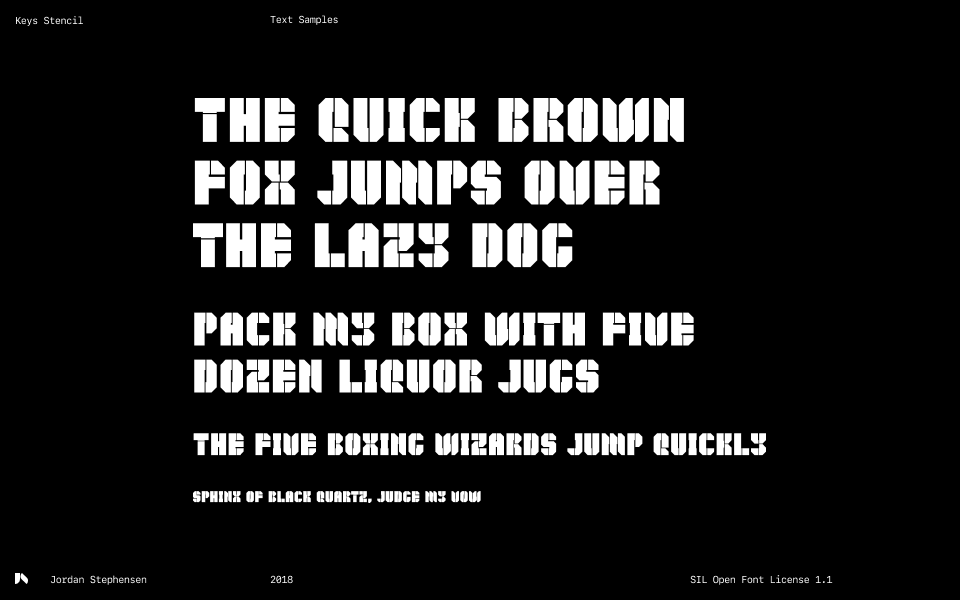 Keys Stencil
Text Samples
THE QUICK BROWN
FOX JUMPS OVER
THE LAZY DOG
PACK MY BOX WITH FIVE
DOZEN LIQUOR JUGS
THE FIVE BOXING WIZARDS JUMP QUICKLY
SPHINX OF BLACK QUARTZ, JUDGE MY VOW
Jordan Stephensen
2018
SIL Open Font License 1.1